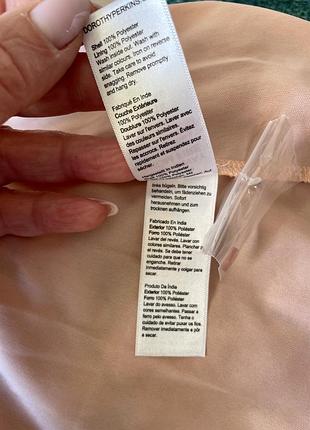 DOROTHYPERKINS
Shell 100% Polyester
Lining 100% Polyester
Wash inside out. Wash with
similar colours. Iron on reverse
side. Take care to avoid
snagging. Remove promptly
and hang dry.
Fabriqué En Inde
Couche Extérieure
100% Polyester
Doublure 100% Polyester
Laver sur l'envers. Laver avec
des couleurs similaires.
Repasser sur l'envers. Evitez
les accrocs. Retirez
rapidement et suspendez pour
sécher.
Hergestellt in Indien
links bügeln. Bitte vorsichtig
behandeln, um fädenziehen zu
vermeiden. Sofort
herausnehmen und zum
trocknen aufhängen.
Fabricado En India
Exterior 100% Poliéster
Forro 100% Poliéster
Lavar del revés. Lavar con
colores similares. Planchar
el revés. Se debe tener
cuidado para que no se
enganche. Retirar
inmediatamente y colgar para
secar.
Produto Da Índia
Exterior 100% Poliéster
Forro 100% Poliéster
Lavar pelo avesso. Lavar com
cores semelhantes. Passar a
ferro pelo avesso. Tenha o
cuidado de evitar puxar os fios.
Remover imediatamente e pôr
a secar.